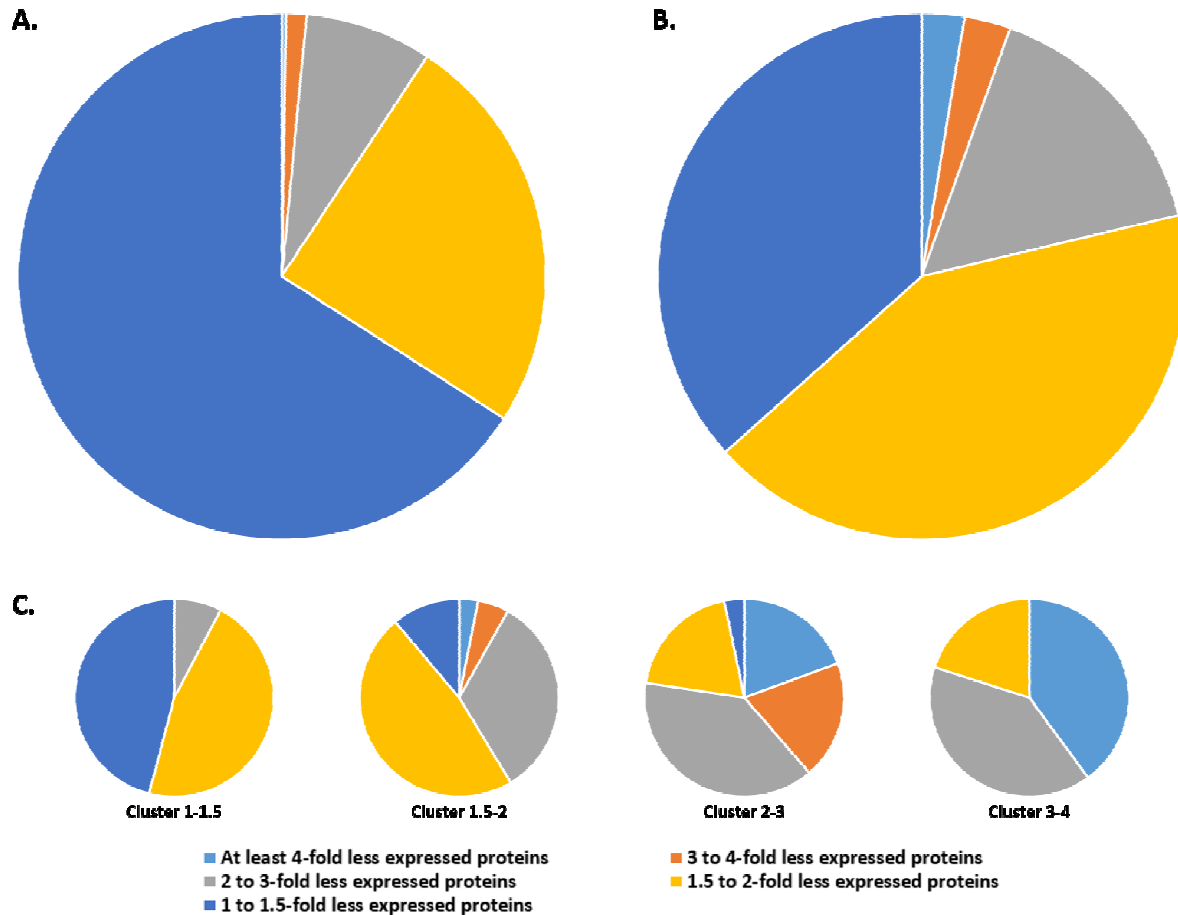 A.
B.
C.
Cluster 1-1.5
Cluster 1.5-2
Cluster 2-3
Cluster 3-4
At least 4-fold less expressed proteins
3 to 4-fold less expressed proteins
2 to 3-fold less expressed proteins
1.5 to 2-fold less expressed proteins
1 to 1.5-fold less expressed proteins